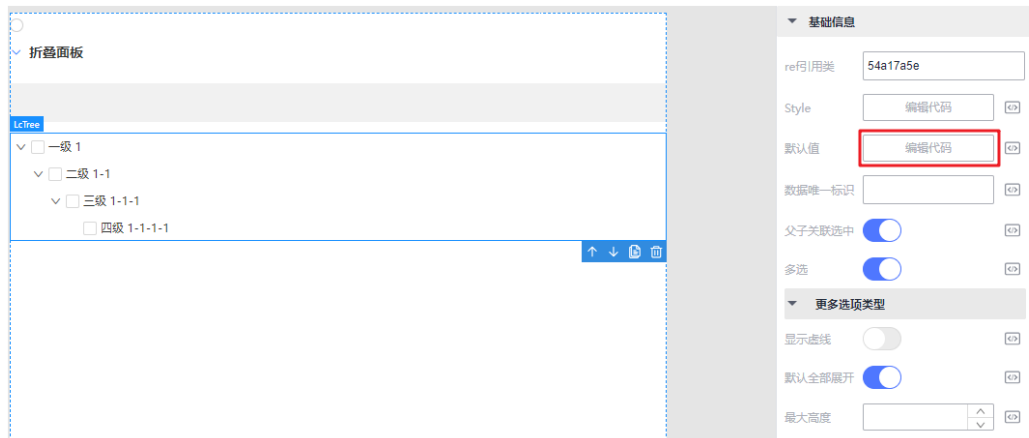 基础信息
折叠面板
ref引用类 54a17a5e
Style 编辑代码
LcTree
一级 1
默认值 编辑代码
二级 1-1
数据唯一标识
三级 1-1-1
四级 1-1-1-1
父子关联选中
多选
更多选项类型
显示虚线
默认全部展开
最大高度